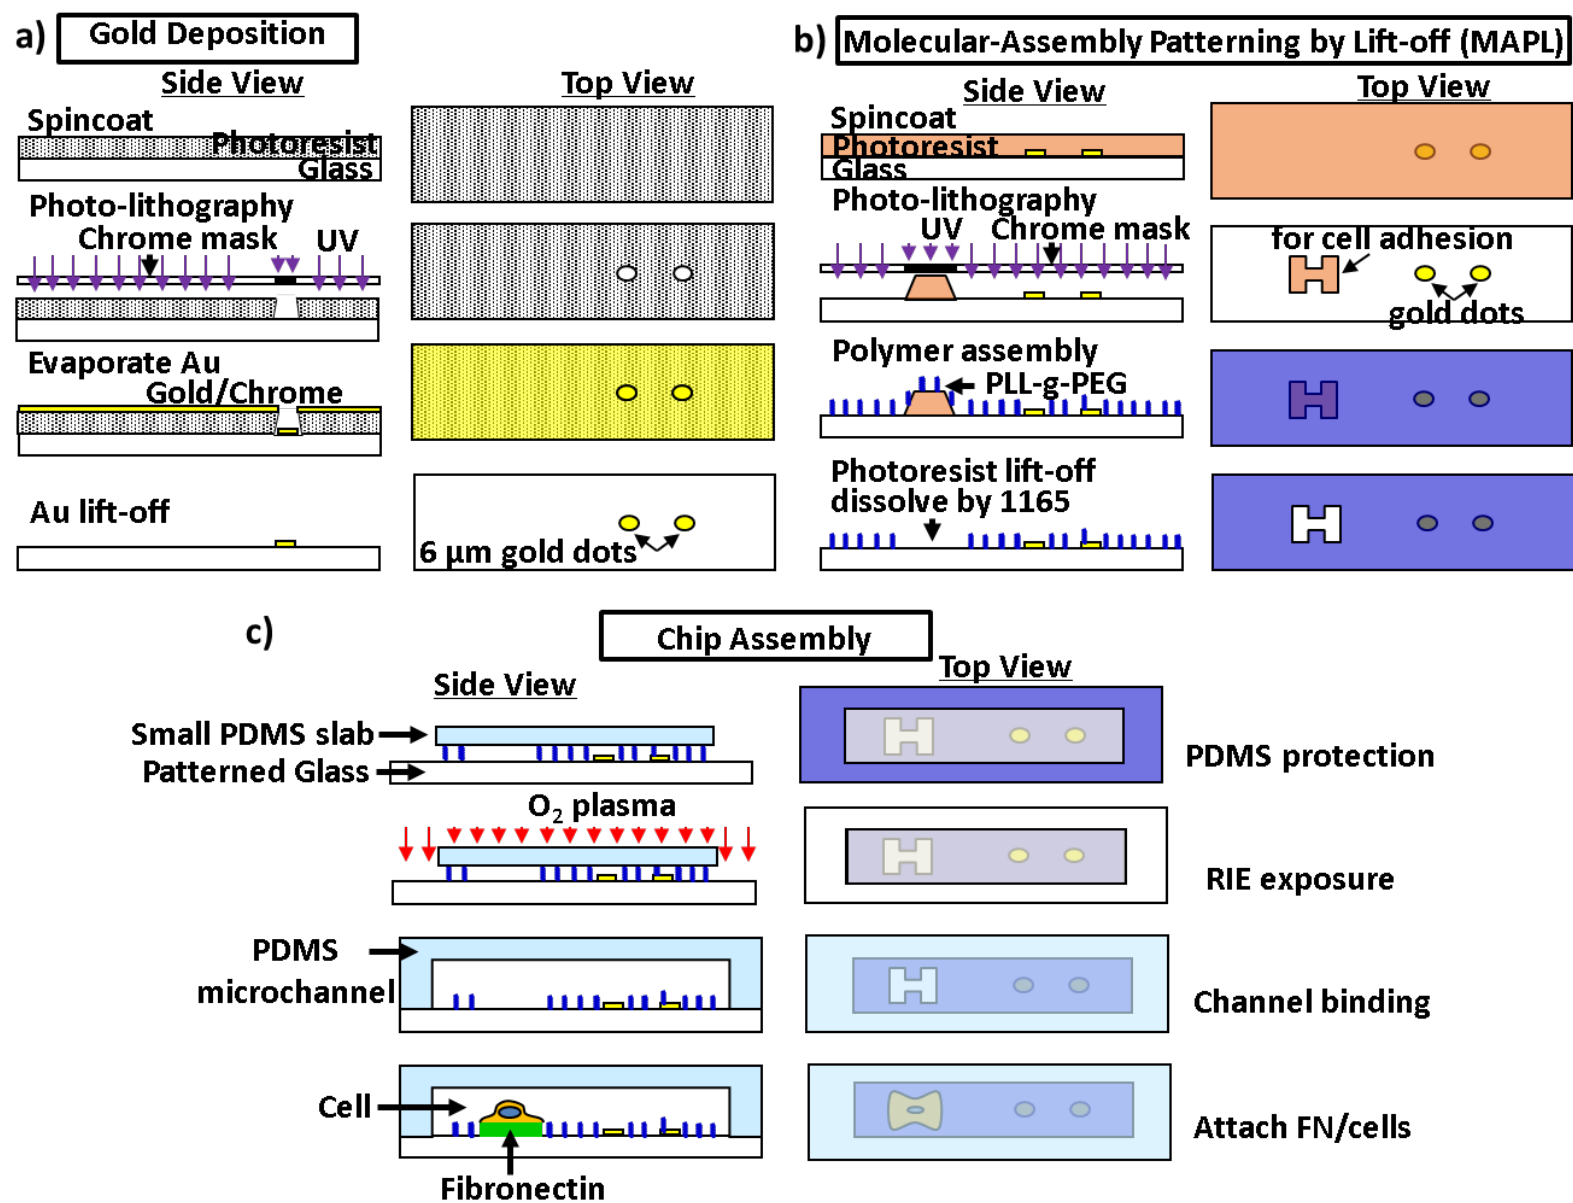 a)
Gold Deposition
Side View
Top View
Spincoat
Photoresist
Glass
Photo-lithography
Chrome mask
UV
Evaporate Au
Gold/Chrome
Au lift-off
6 μm gold dots
b)
Molecular-Assembly Patterning by Lift-off (MAPL)
Side View
Top View
Spincoat
Photoresist
Glass
Photo-lithography
UV
Chrome mask
for cell adhesion
gold dots
Polymer assembly
PLL-g-PEG
Photoresist lift-off
dissolve by 1165
c)
Chip Assembly
Side View
Top View
Small PDMS slab
Patterned Glass
PDMS protection
O₂ plasma
RIE exposure
PDMS
microchannel
Channel binding
Cell
Fibronectin
Attach FN/cells